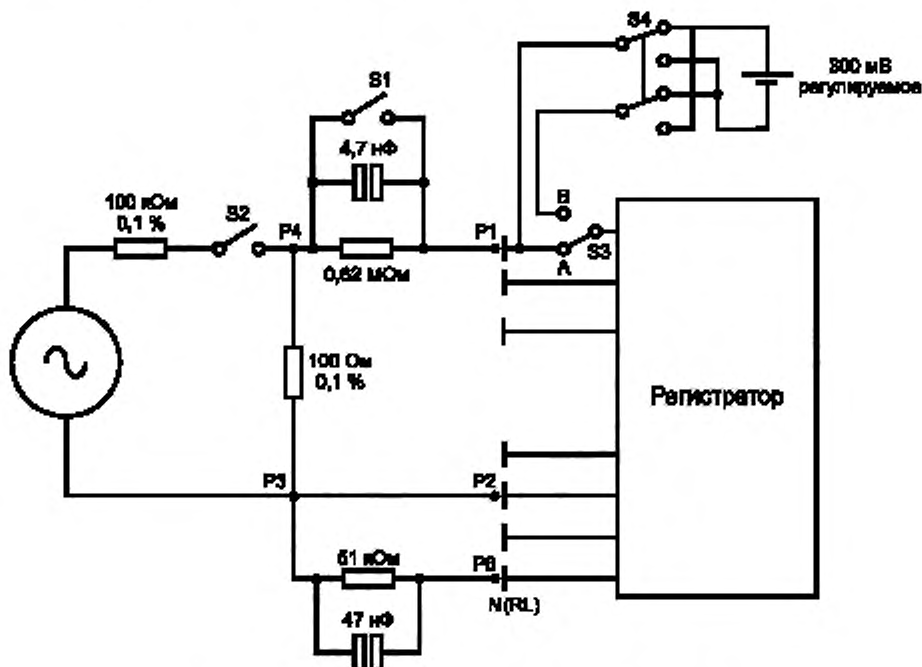 S4
300 мВ
регулируемое
S1
4,7 нФ
B
100 кОм
0,1 %
S2
P4
P1
S3
A
0,62 МОм
100 Ом
0,1 %
Регистратор
P3
P2
51 кОм
P6
N(RL)
47 нФ